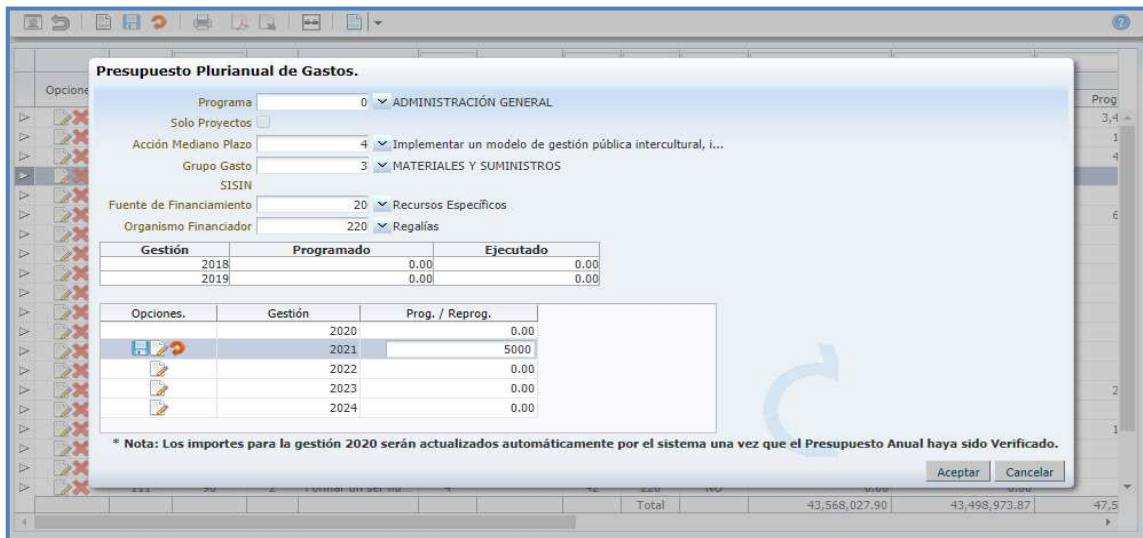 Presupuesto Plurianual de Gastos.
Opcione
Prog
Programa 0 ADMINISTRACIÓN GENERAL
Solo Proyectos
Acción Mediano Plazo 4 Implementar un modelo de gestión pública intercultural, i...
Grupo Gasto 3 MATERIALES Y SUMINISTROS
SISIN
Fuente de Financiamiento 20 Recursos Específicos
Organismo Financiador 220 Regalías
Gestión Programado Ejecutado
2018 0.00 0.00
2019 0.00 0.00
Opciones. Gestión Prog. / Reprog.
2020 0.00
2021 5000
2022 0.00
2023 0.00
2024 0.00
* Nota: Los importes para la gestión 2020 serán actualizados automáticamente por el sistema una vez que el Presupuesto Anual haya sido Verificado.
Aceptar Cancelar
Total 43,568,027.90 43,498,973.87 47,5